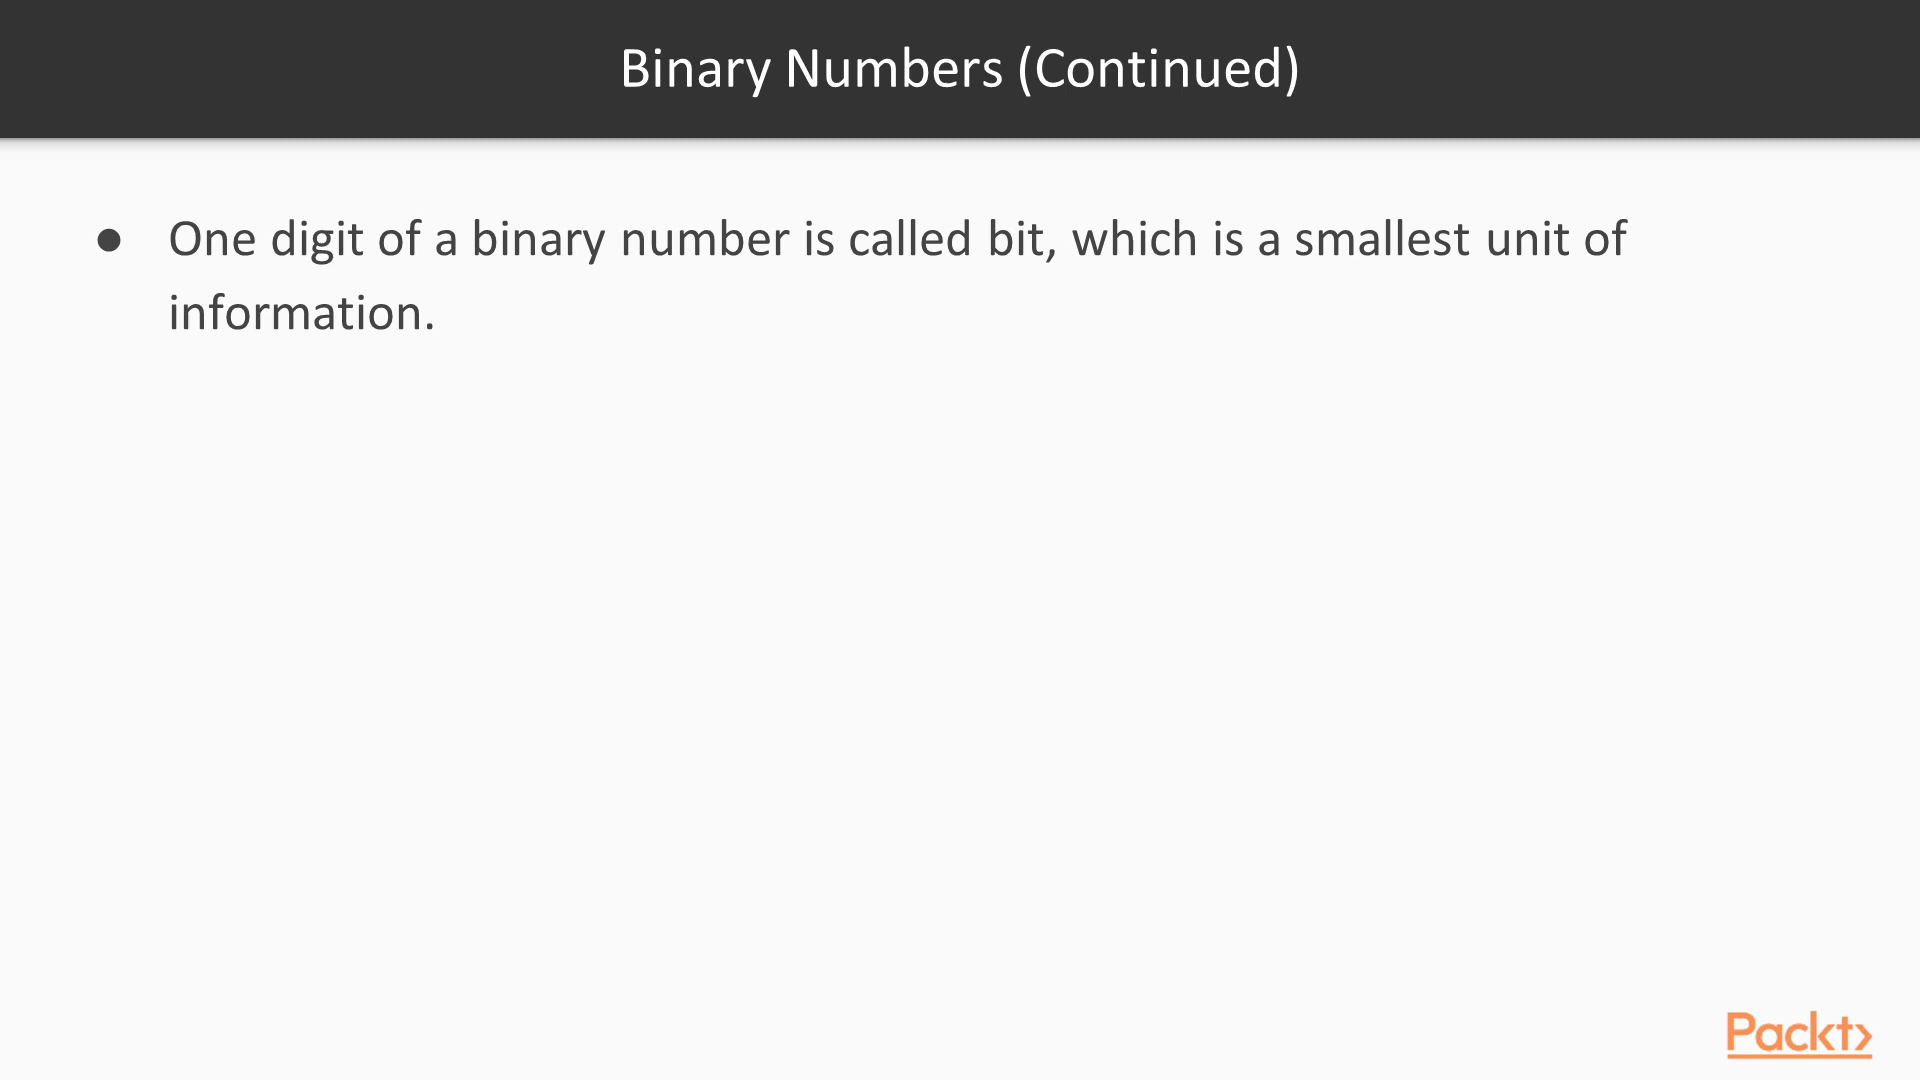 Binary Numbers (Continued)
● One digit of a binary number is called bit, which is a smallest unit of
information.
Packt>